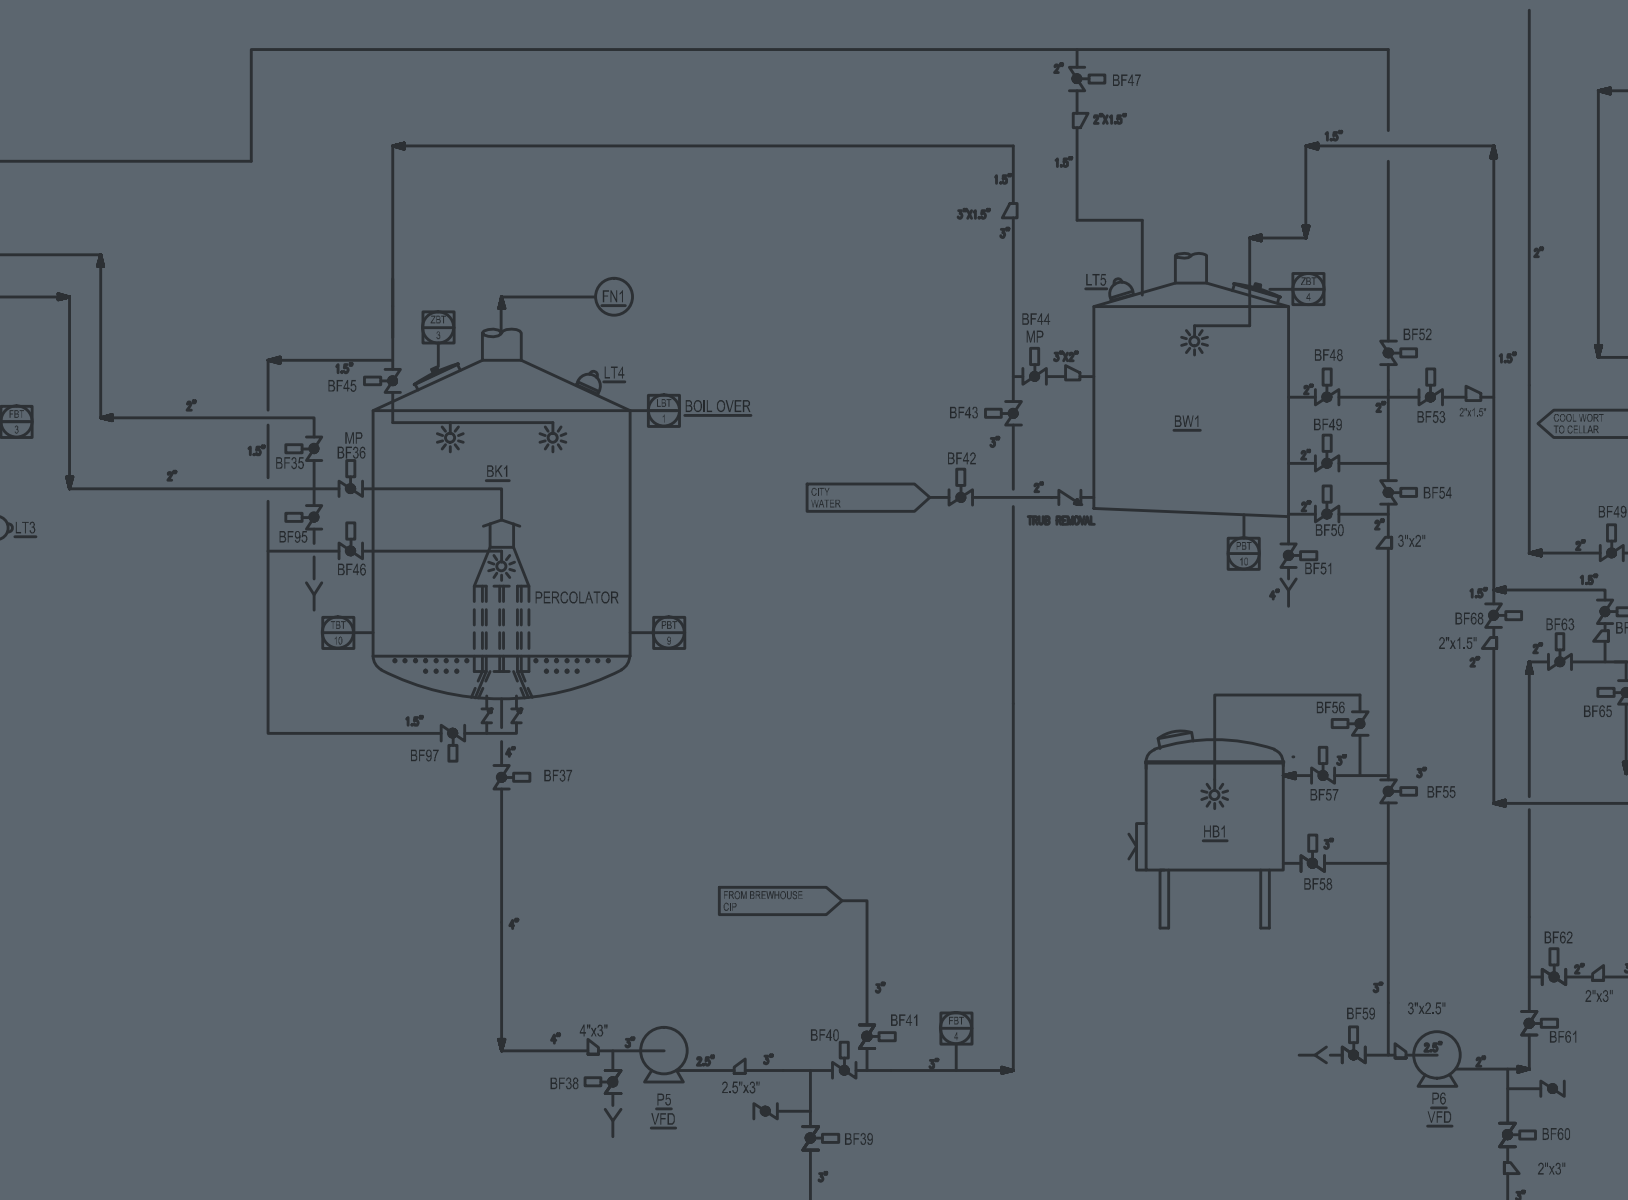 2"
BF47
2"X1.5"
1.5"
1.5"
1.5"
3"X1.5"
3"
2"
LT5
ZBT
4
FN1
ZBT
3
BF44
MP
3"X2"
BF52
BF48
1.5"
1.5"
BF45
LT4
LBT
1
BOIL OVER
2"
FBT
3
BF43
2"
2"
BF53
2"x1.5"
BW1
BF49
COOL WORT
TO CELLAR
MP
BF36
1.5"
BF35
3"
2"
2"
BK1
BF42
CITY
WATER
2"
TRUB REMOVAL
2"
BF54
BF50
2"
3"x2"
BF49
2"
LT3
BF95
BF46
PBT
10
BF51
4"
PERCOLATOR
1.5"
1.5"
TBT
10
PBT
9
BF68
BF63
2"x1.5"
2"
2"
1.5"
BF97
4"
BF37
BF56
BF65
3"
BF57
3"
BF55
HB1
3"
BF58
FROM BREWHOUSE
CIP
4"
BF62
2"
2"x3"
3"
3"
BF59
3"x2.5"
BF61
BF40
BF41
FBT
4
4"
4"x3"
3"
2.5"
2"
2.5"
3"
3"
2.5"x3"
BF38
P5
VFD
P6
VFD
BF39
BF60
3"
2"x3"
3"